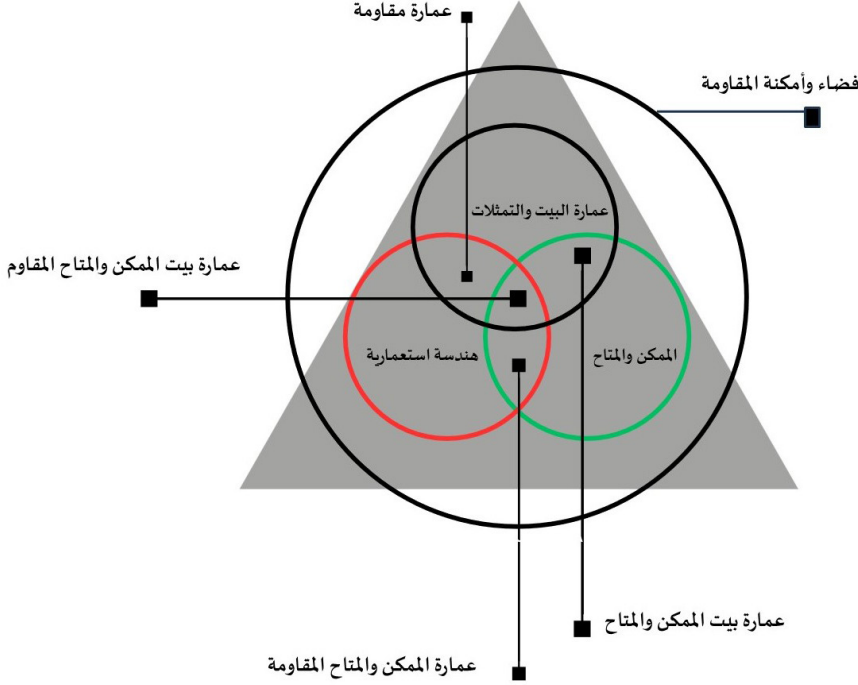 عمارة مقاومة
فضاء وأمكنة المقاومة
عمارة البيت والتمثلات
عمارة بيت الممكن والمتاح المقاوم
هندسة استعمارية
الممكن والمتاح
عمارة بيت الممكن والمتاح
عمارة الممكن والمتاح المقاومة